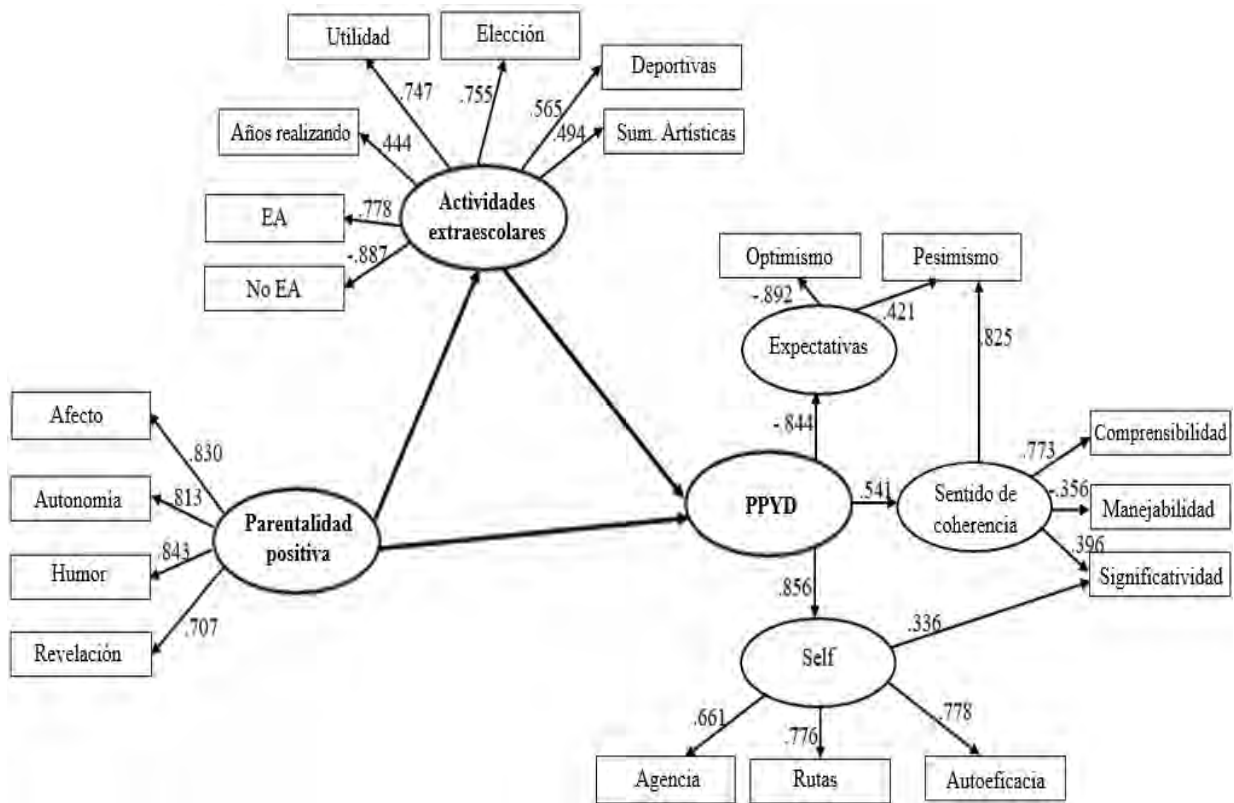 Utilidad
Elección
Deportivas
.747
.755
.565
Años realizando
.444
.494
Sum. Artísticas
EA
.778
Actividades
extraescolares
-.887
No EA
Optimismo
Pesimismo
-.892
.421
Expectativas
.825
Afecto
.830
-.844
Comprensibilidad
.773
Autonomía
.813
Parentalidad
positiva
PPYD
.541
Sentido de
coherencia
-.356
Manejabilidad
Humor
.843
.396
Significatividad
.707
.856
Revelación
.336
Self
.661
.776
.778
Agencia
Rutas
Autoeficacia